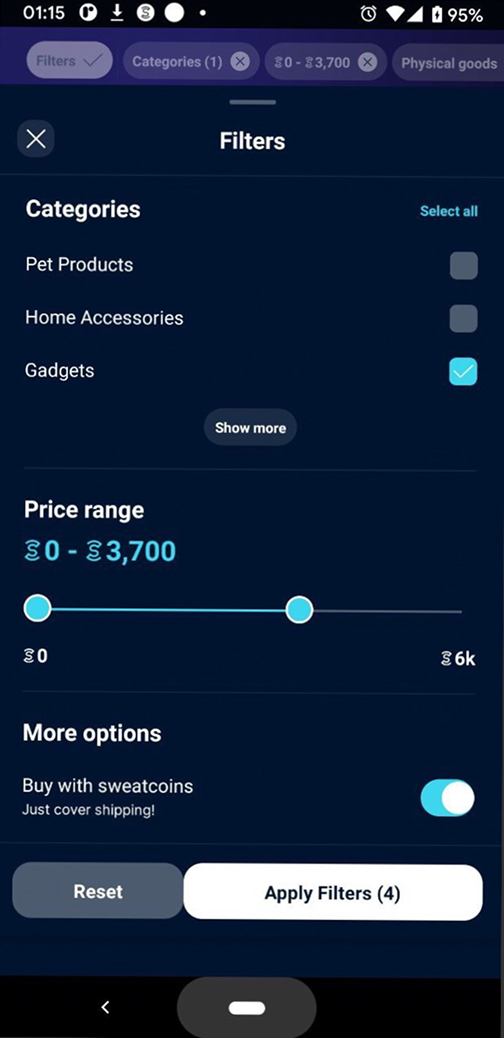 01:15
95%
Filters
Categories (1)
0 - 3,700
Physical goods
Filters
Categories
Select all
Pet Products
Home Accessories
Gadgets
Show more
Price range
0 - 3,700
0
6k
More options
Buy with sweatcoins
Just cover shipping!
Reset
Apply Filters (4)